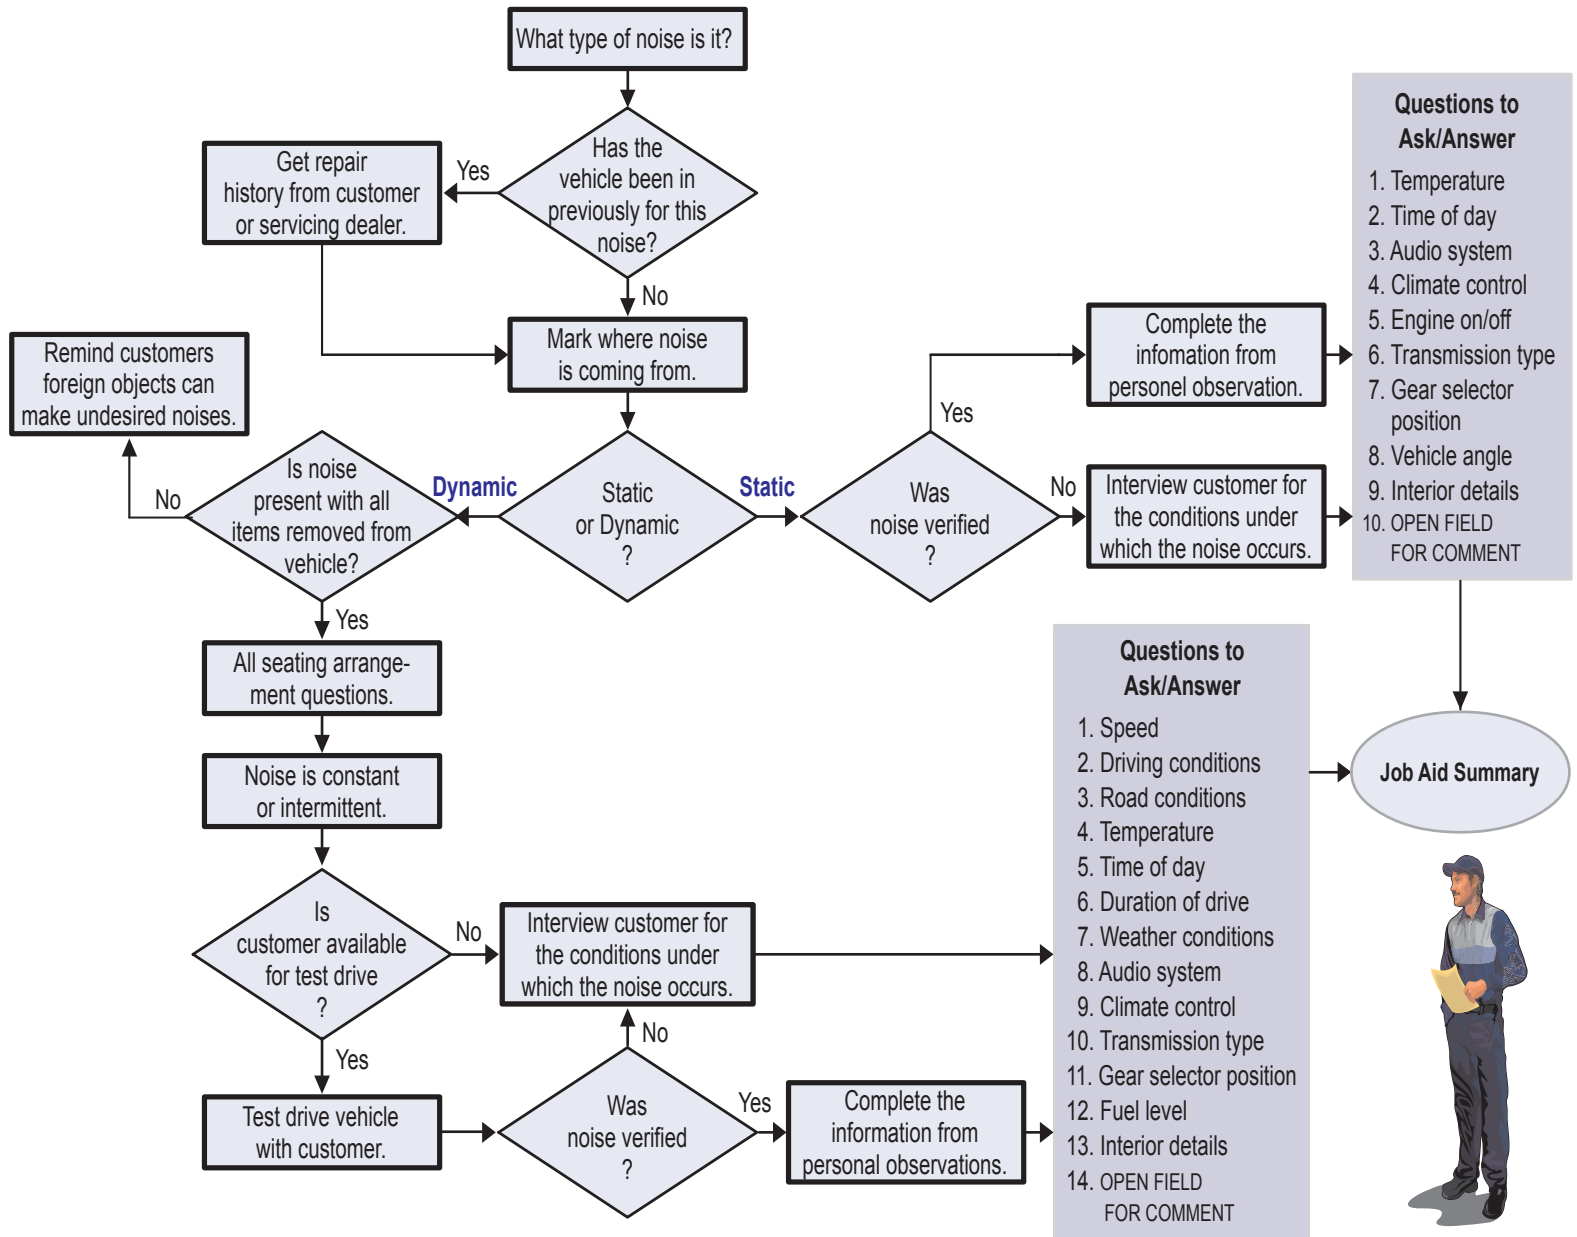 What type of noise is it?
Has the
vehicle been in
previously for this
noise?
Yes
Get repair
history from customer
or servicing dealer.
No
Mark where noise
is coming from.
Static
or Dynamic
?
Dynamic
Static
Is noise
present with all
items removed from
vehicle?
No
Remind customers
foreign objects can
make undesired noises.
Yes
All seating arrange-
ment questions.
Noise is constant
or intermittent.
Is
customer available
for test drive
?
No
Interview customer for
the conditions under
which the noise occurs.
Yes
Test drive vehicle
with customer.
Was
noise verified
?
No
Yes
Complete the
information from
personal observations.
Was
noise verified
?
Yes
Complete the
infomation from
personel observation.
No
Interview customer for
the conditions under
which the noise occurs.
Questions to
Ask/Answer
1. Temperature
2. Time of day
3. Audio system
4. Climate control
5. Engine on/off
6. Transmission type
7. Gear selector
position
8. Vehicle angle
9. Interior details
10. OPEN FIELD
FOR COMMENT
Questions to
Ask/Answer
1. Speed
2. Driving conditions
3. Road conditions
4. Temperature
5. Time of day
6. Duration of drive
7. Weather conditions
8. Audio system
9. Climate control
10. Transmission type
11. Gear selector position
12. Fuel level
13. Interior details
14. OPEN FIELD
FOR COMMENT
Job Aid Summary